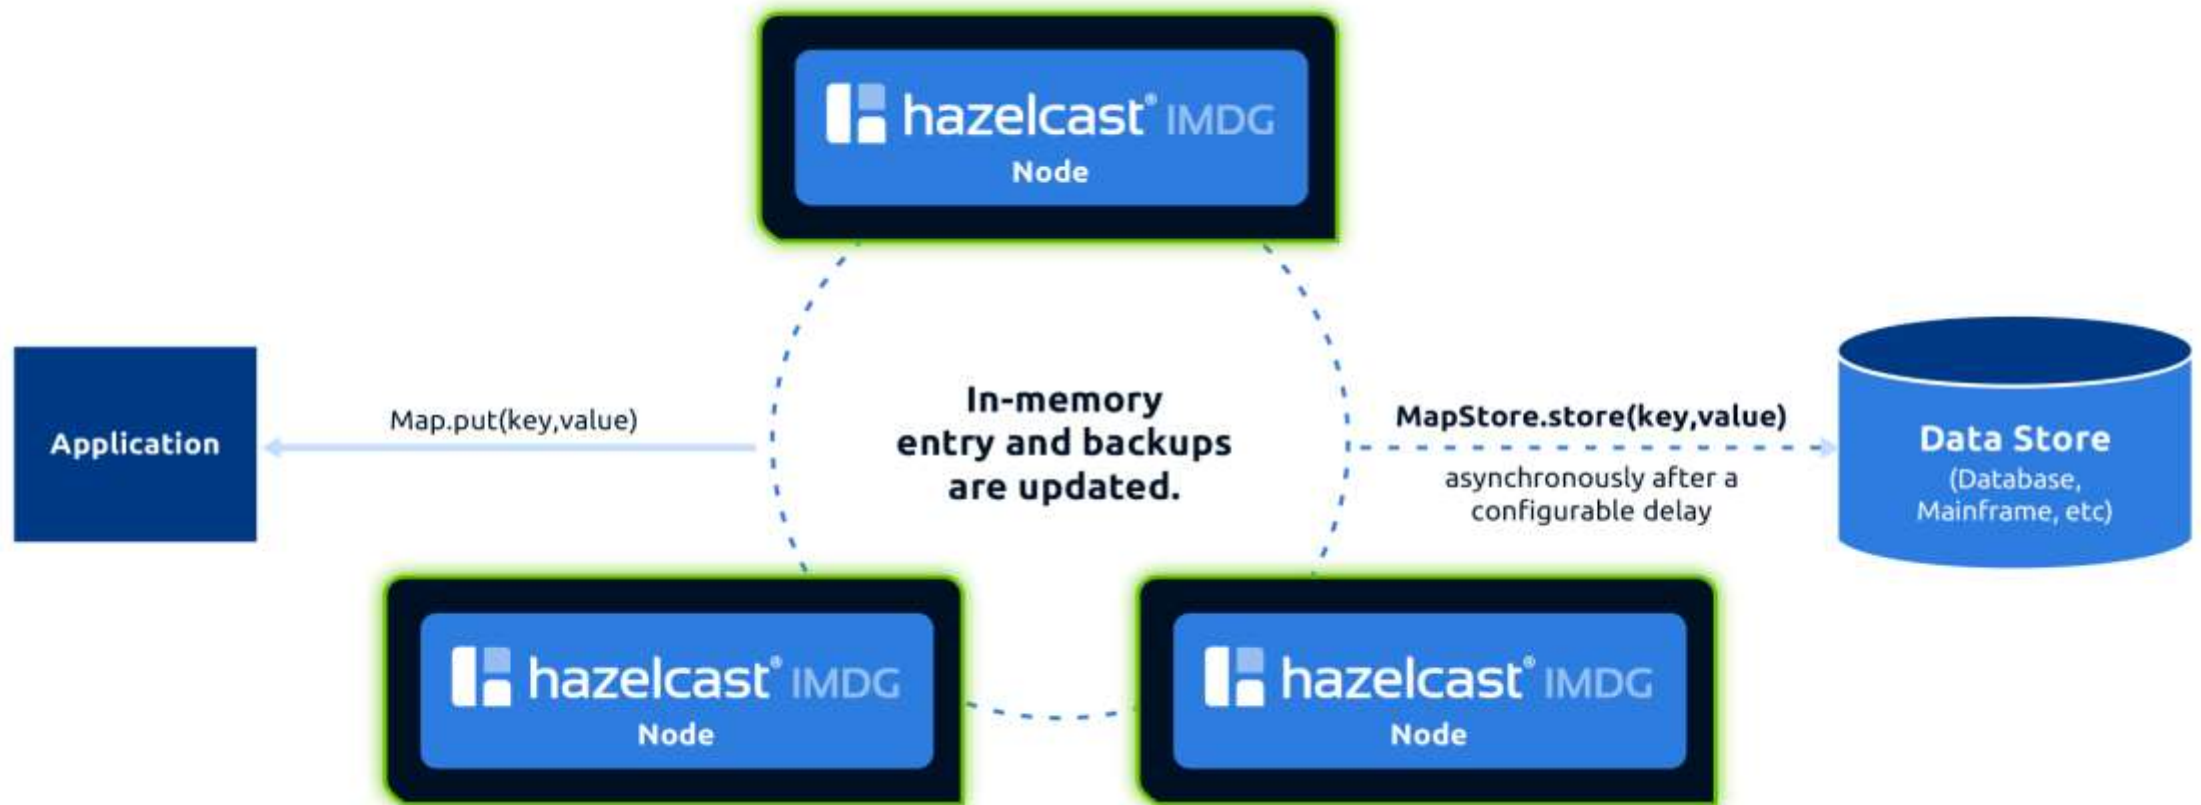 hazelcast® IMDG
Node
Application
Map.put(key,value)
In-memory
entry and backups
are updated.
MapStore.store(key,value)
asynchronously after a
configurable delay
Data Store
(Database,
Mainframe, etc)
hazelcast® IMDG
Node
hazelcast® IMDG
Node